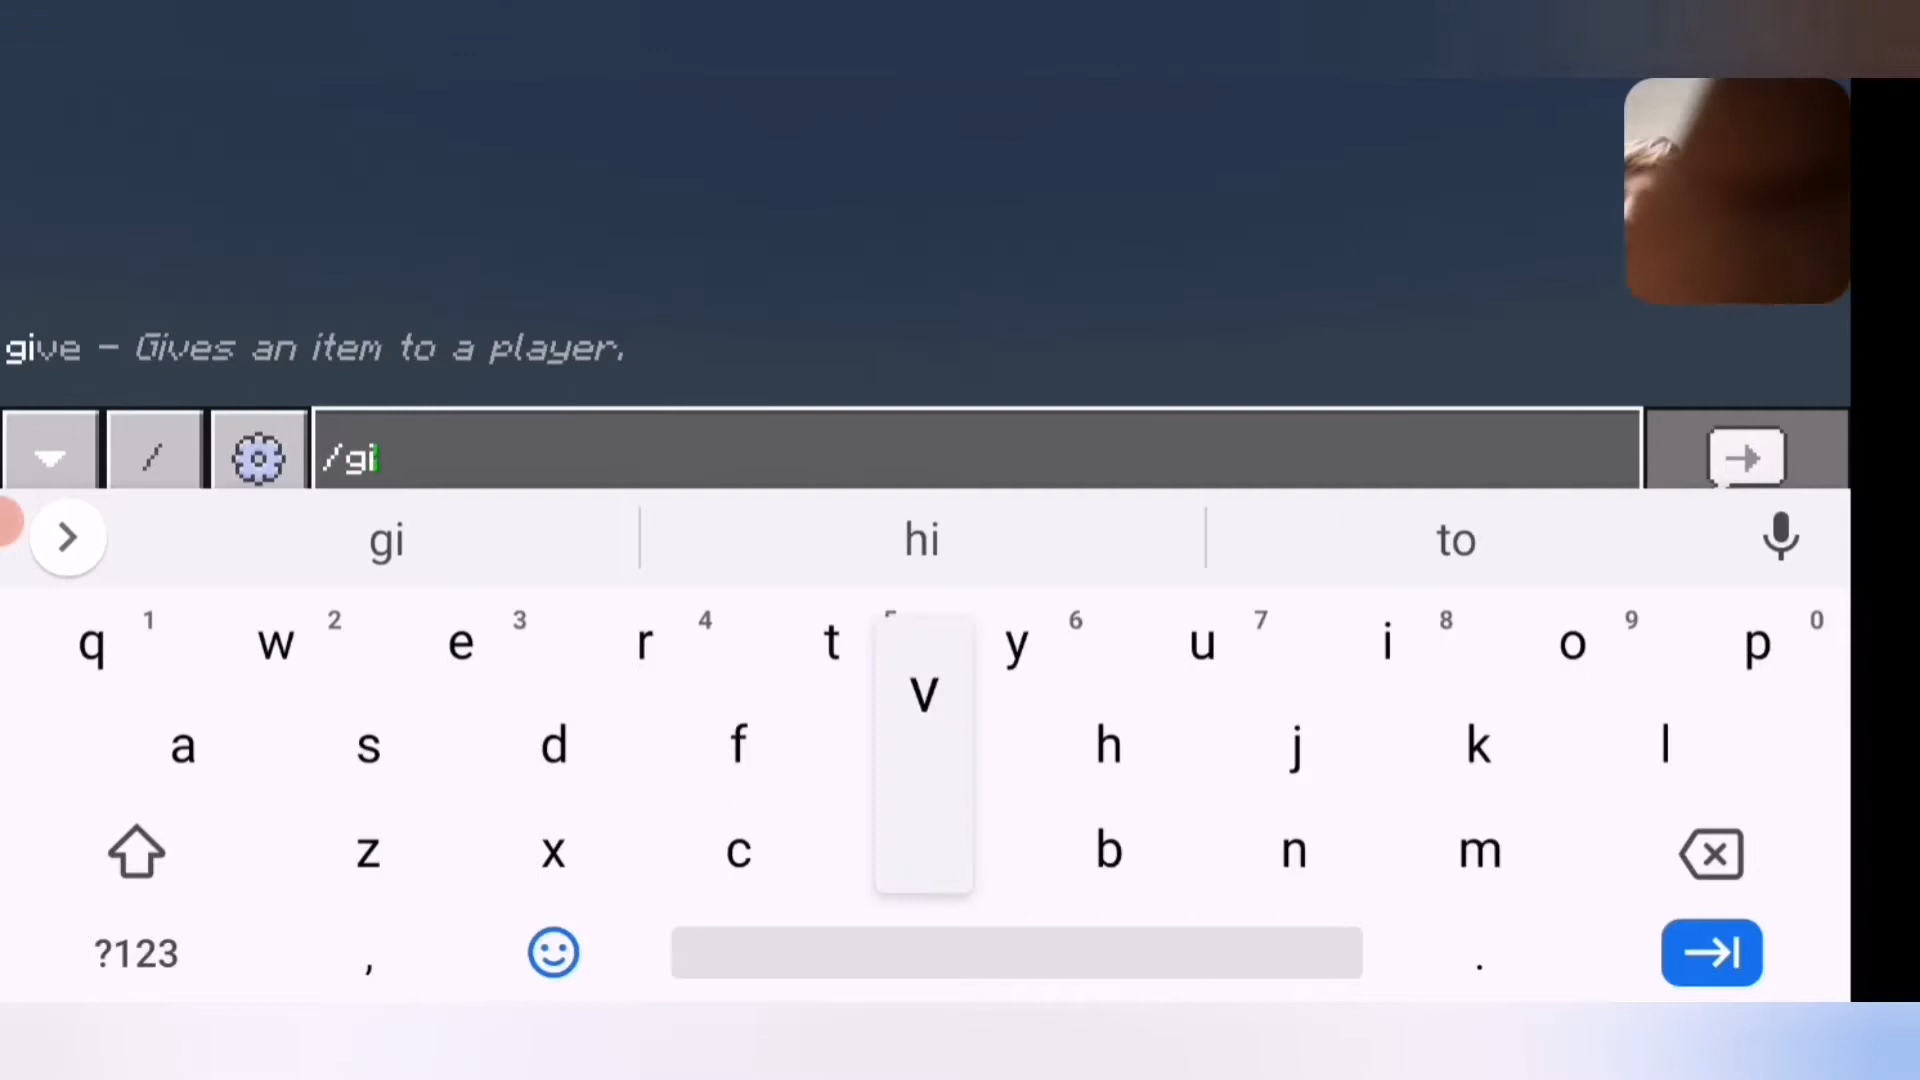 give – Gives an item to a player.
/
/gi
gi hi to
q 1 w 2 e 3 r 4 t y 6 u 7 i 8 o 9 p 0
a s d f v h j k l
z x c b n m
?123 , .